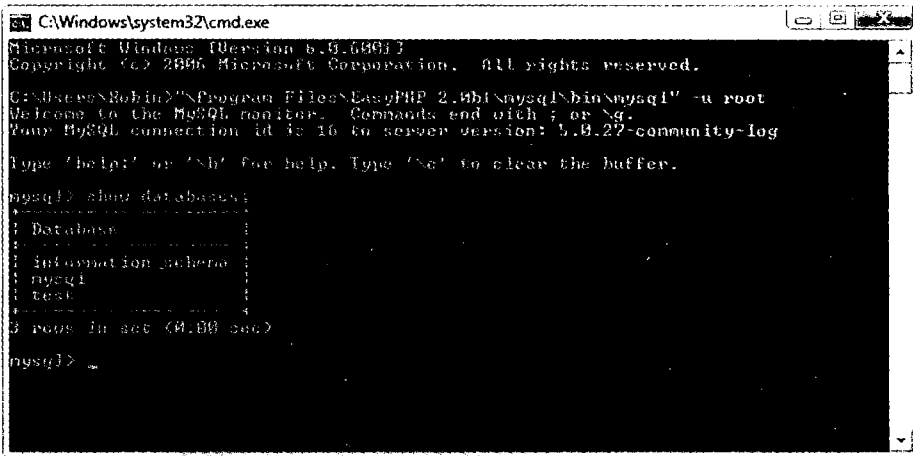 C:\Windows\system32\cmd.exe
Microsoft Windows [Version 6.0.6001]
Copyright (c) 2006 Microsoft Corporation. All rights reserved.
C:\Users\Robin>"\Program Files\EasyPHP 2.0b1\mysql\bin\mysql" -u root
Welcome to the MySQL monitor. Commands end with ; or \g.
Your MySQL connection id is 16 to server version: 5.0.27-community-log
Type 'help;' or '\h' for help. Type '\c' to clear the buffer.
mysql> show databases;
+--------------------+
| Database           |
+--------------------+
| information_schema |
| mysql              |
| test               |
+--------------------+
3 rows in set (0.00 sec)
mysql> _